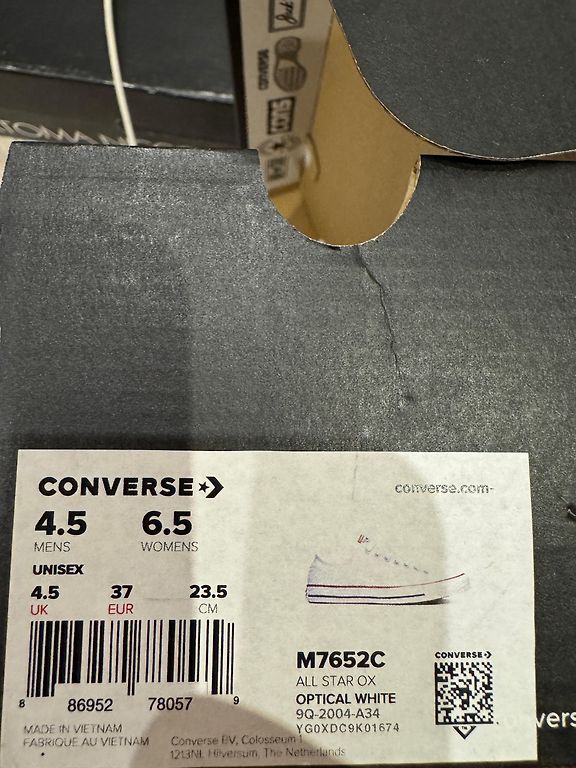 CONVERSE
converse.com
4.5 6.5
MENS WOMENS
UNISEX
4.5 37 23.5
UK EUR CM
8 86952 78057 9
M7652C
ALL STAR OX
OPTICAL WHITE
9Q-2004-A34
YG0XDC9K01674
CONVERSE
MADE IN VIETNAM
FABRIQUE AU VIETNAM
Converse BV, Colosseum 1
1213NL Hilversum, The Netherlands